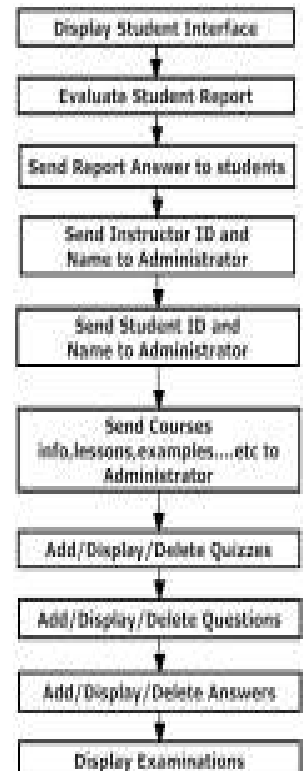 Display Student Interface
Evaluate Student Report
Send Report Answer to students
Send Instructor ID and
Name to Administrator
Send Student ID and
Name to Administrator
Send Courses
info,lessons,examples....etc to
Administrator
Add/Display/Delete Quizzes
Add/Display/Delete Questions
Add/Display/Delete Answers
Display Examinations